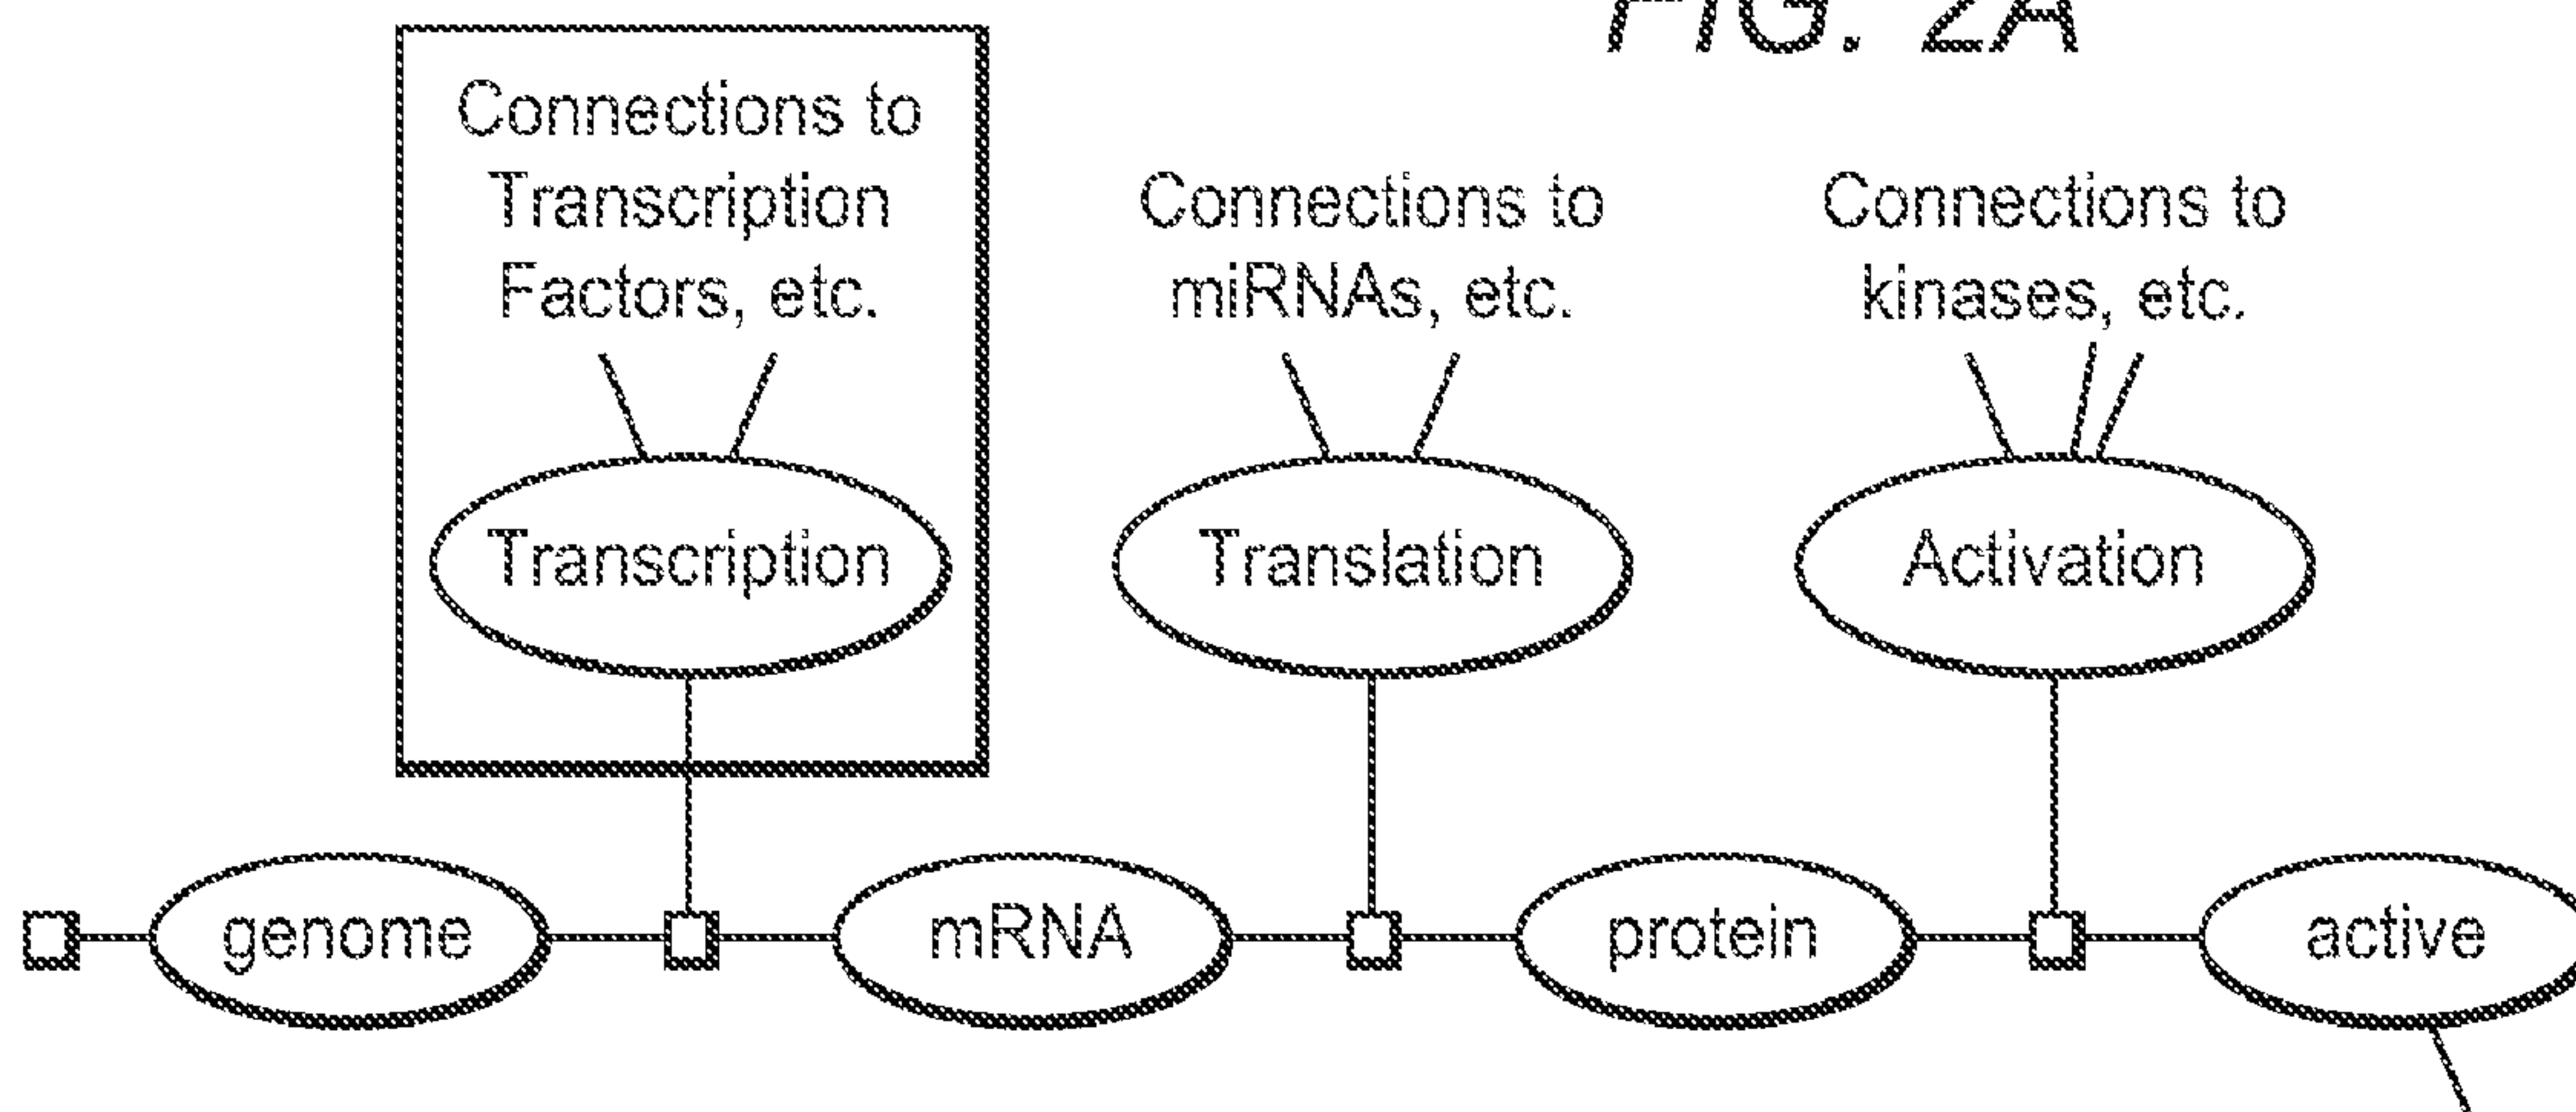 FIG. 2A
Connections to
Transcription
Factors, etc.
Connections to
miRNAs, etc.
Connections to
kinases, etc.
Transcription
Translation
Activation
genome
mRNA
protein
active